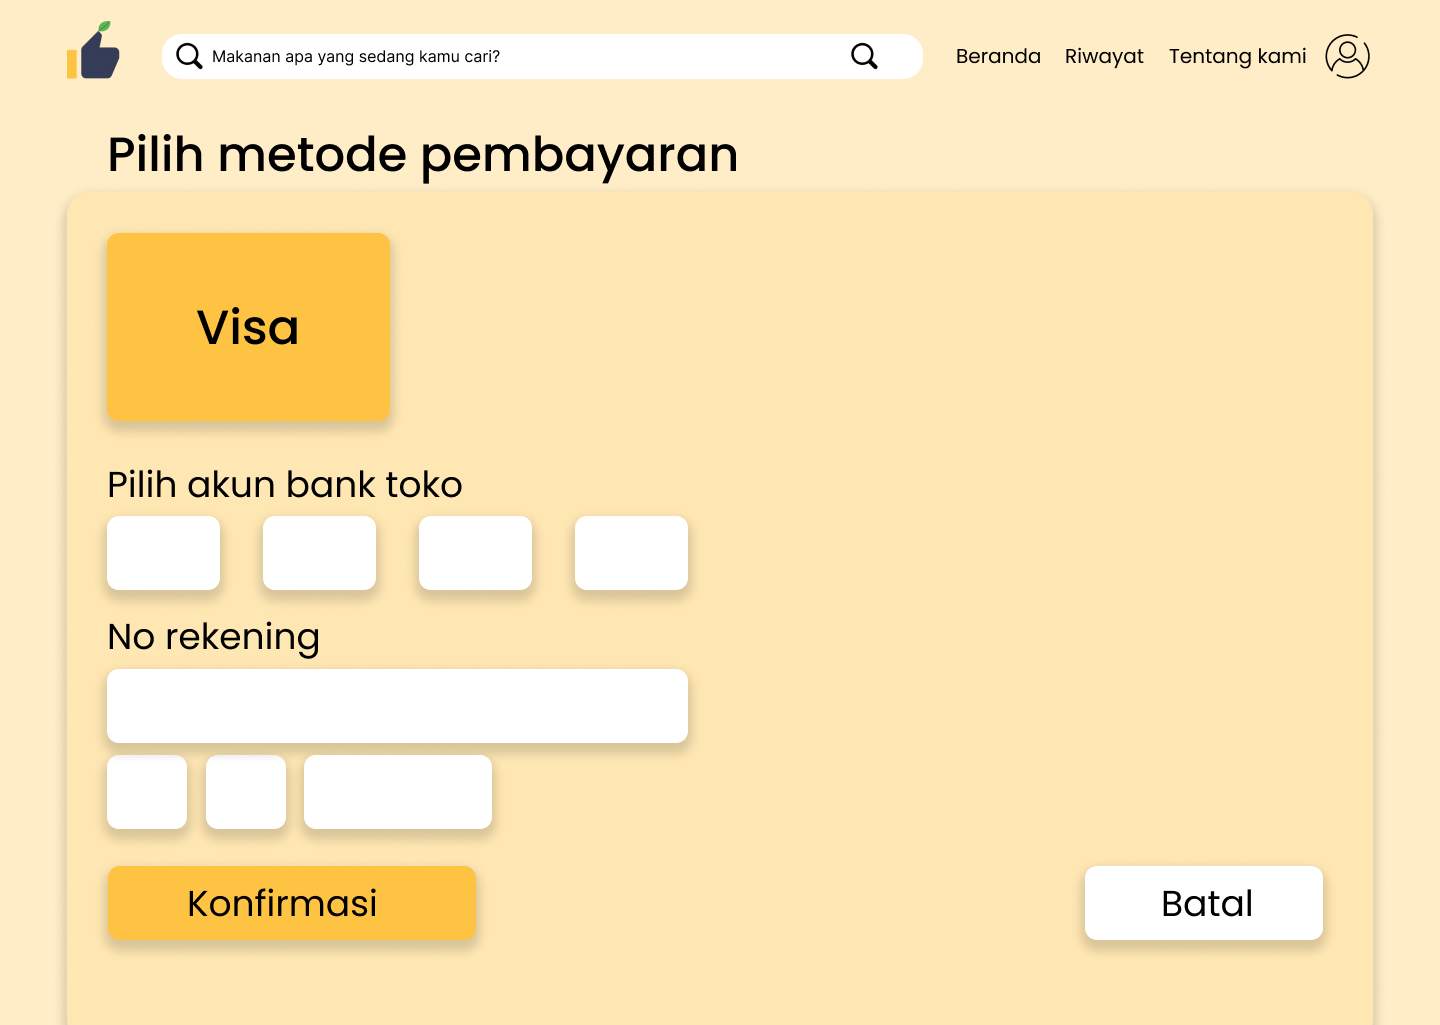 Makanan apa yang sedang kamu cari?
Beranda
Riwayat
Tentang kami
Pilih metode pembayaran
Visa
Pilih akun bank toko
No rekening
Konfirmasi
Batal